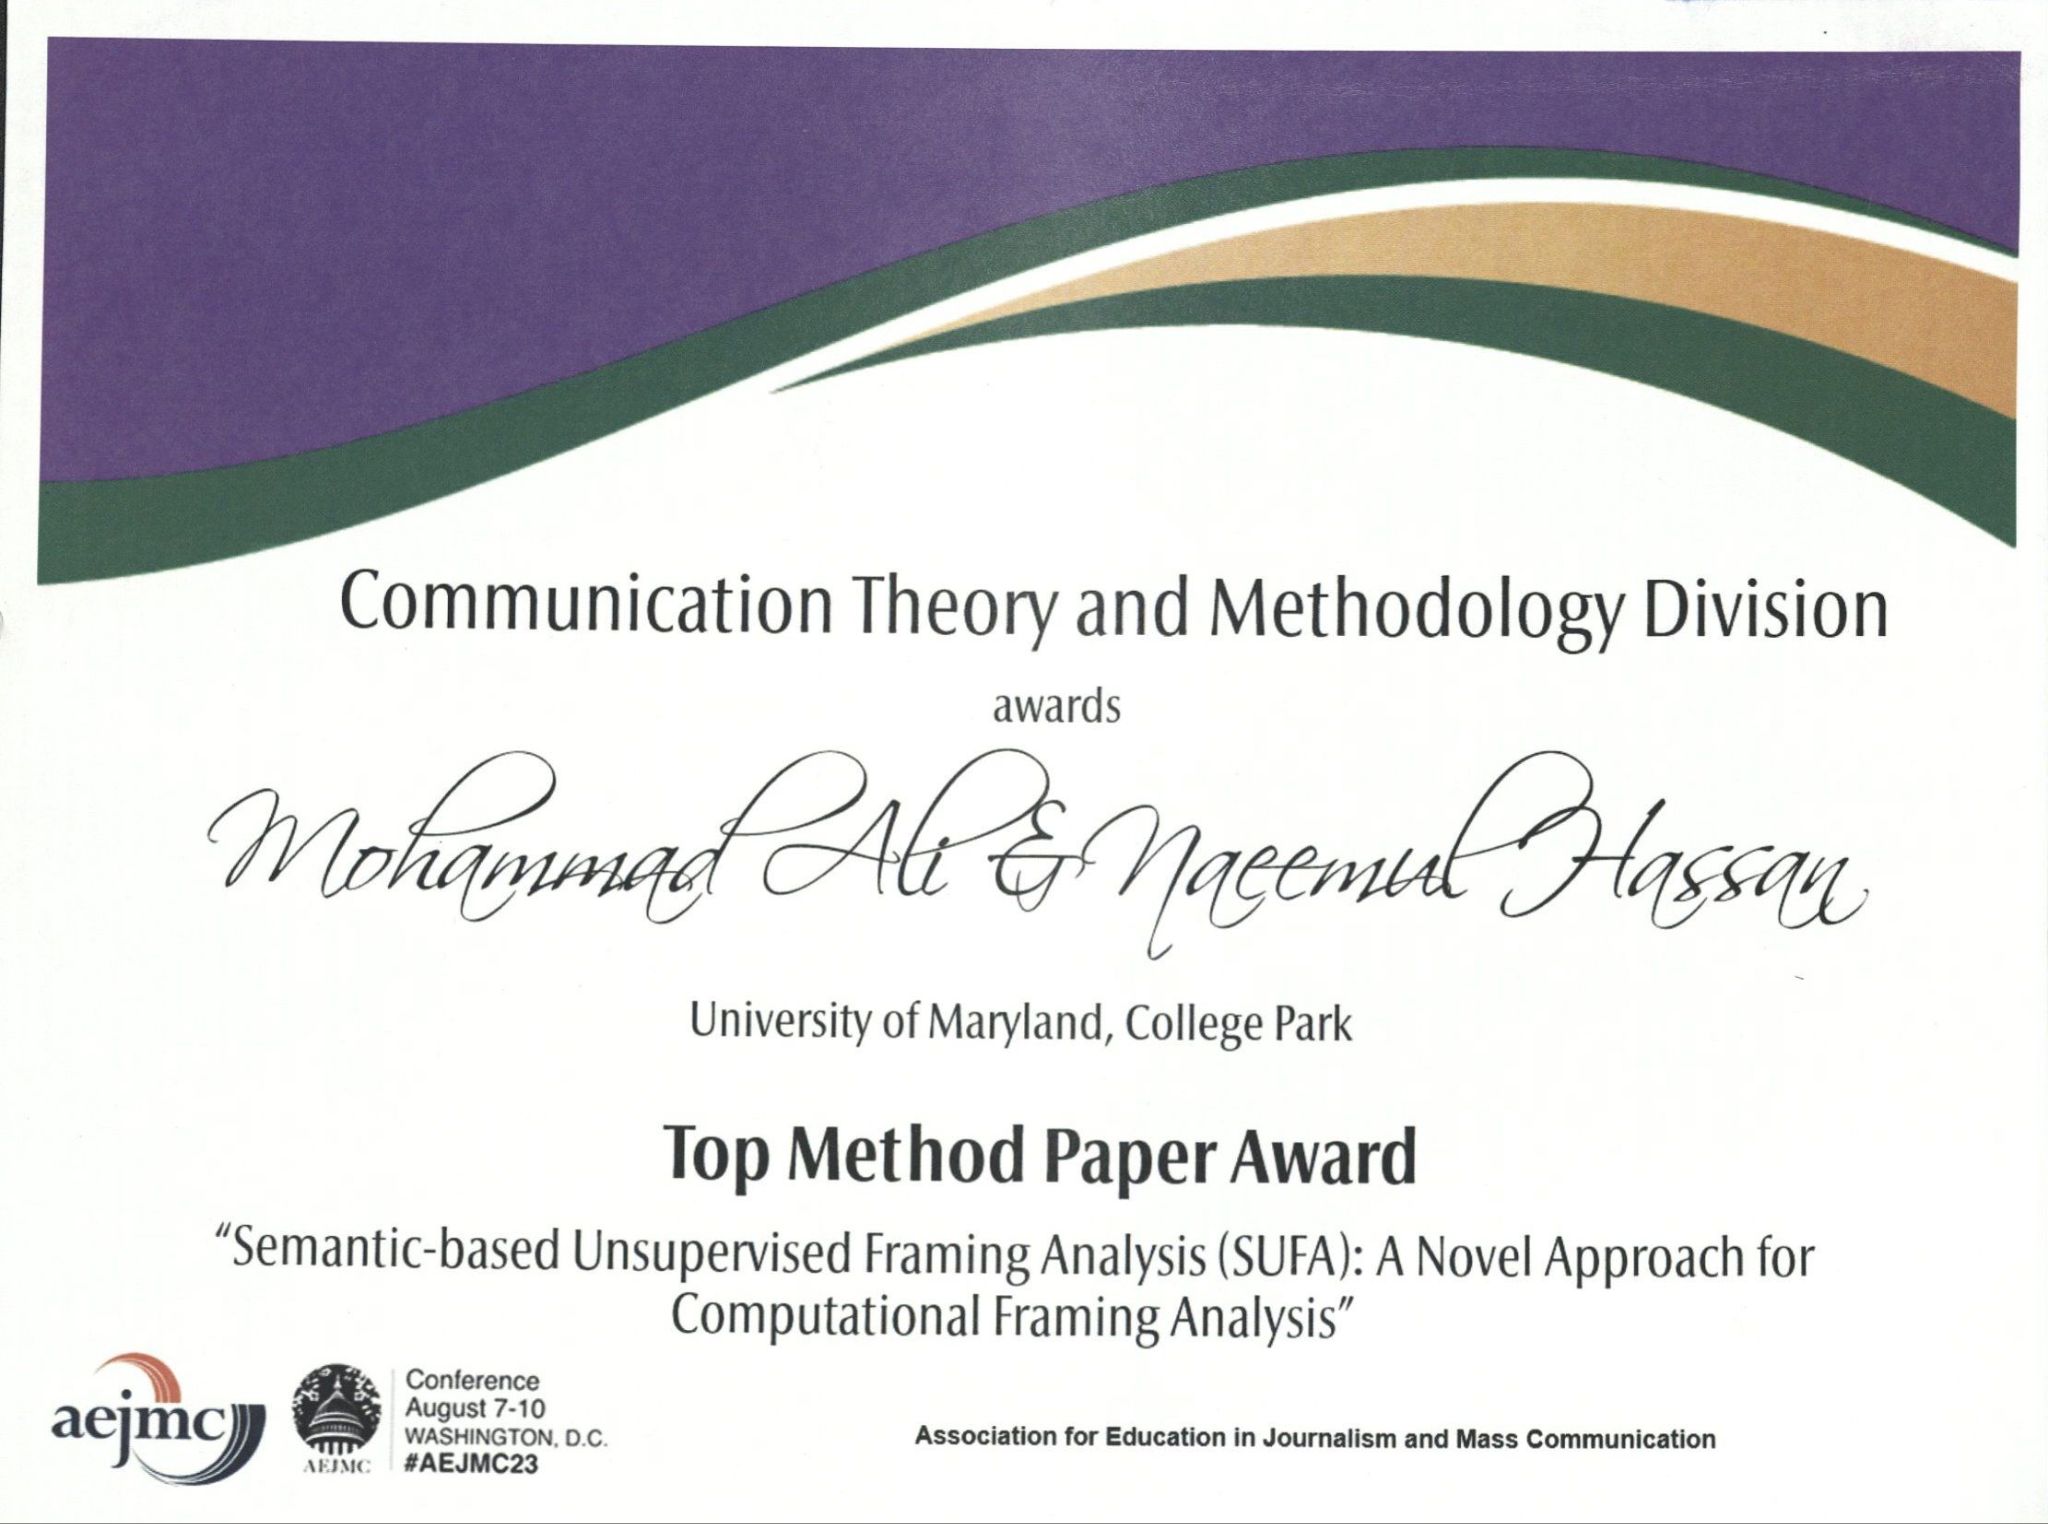 Communication Theory and Methodology Division
awards
Mohammad Ali & Naeemul Hassan
University of Maryland, College Park
Top Method Paper Award
“Semantic-based Unsupervised Framing Analysis (SUFA): A Novel Approach for
Computational Framing Analysis”
aejmc
AEJMC
Conference
August 7-10
WASHINGTON, D.C.
#AEJMC23
Association for Education in Journalism and Mass Communication